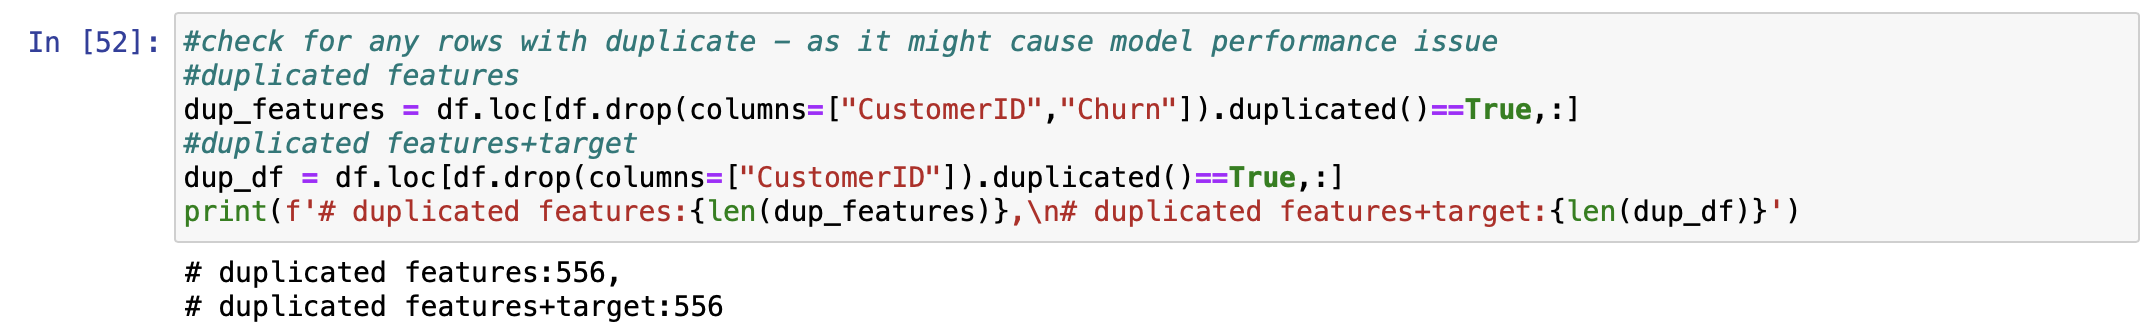 In [52]: #check for any rows with duplicate – as it might cause model performance issue
#duplicated features
dup_features = df.loc[df.drop(columns=["CustomerID","Churn"]).duplicated()==True,:]
#duplicated features+target
dup_df = df.loc[df.drop(columns=["CustomerID"]).duplicated()==True,:]
print(f'# duplicated features:{len(dup_features)},\n# duplicated features+target:{len(dup_df)}')
# duplicated features:556,
# duplicated features+target:556